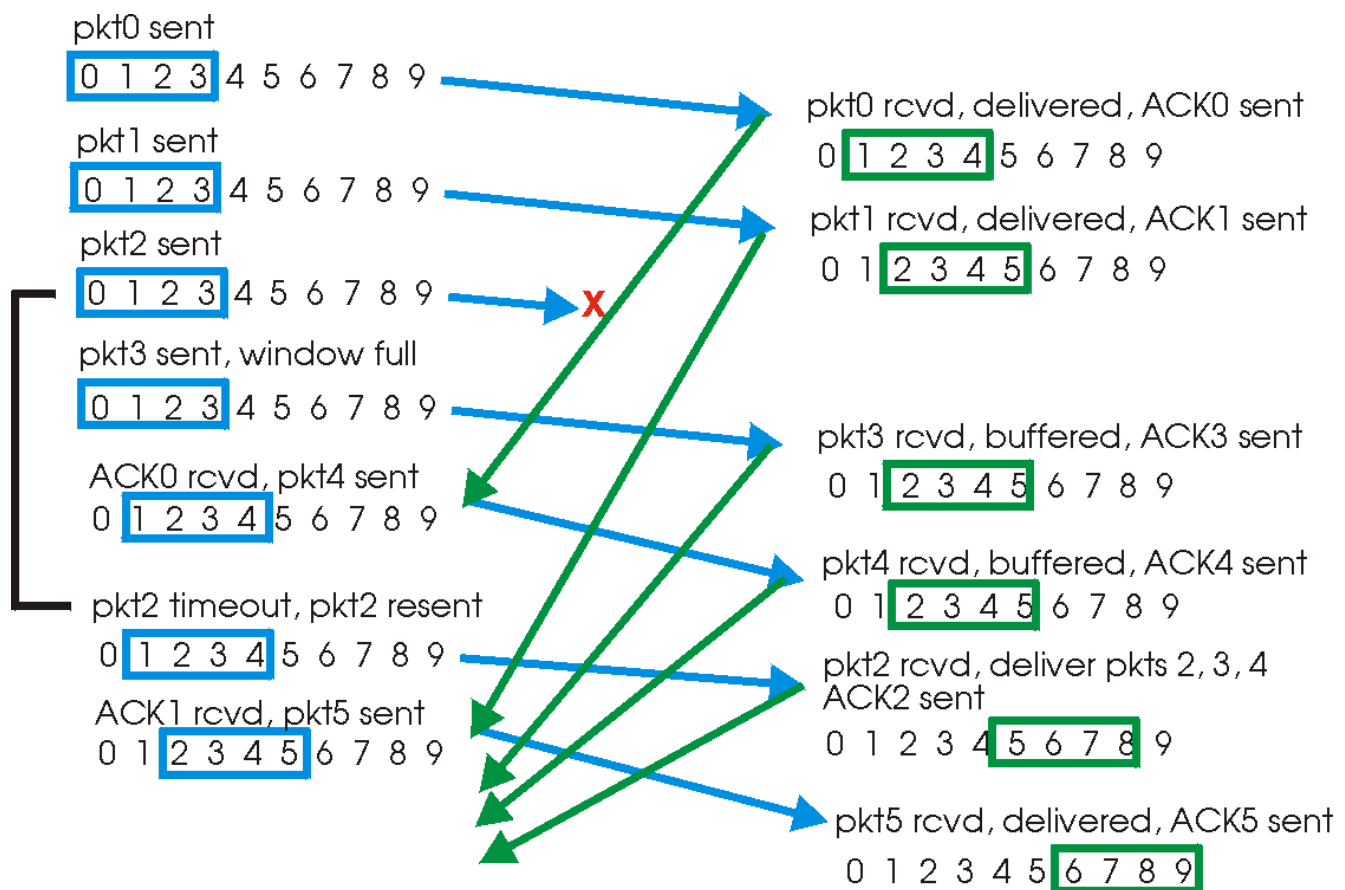 pkt0 sent
0 1 2 3 4 5 6 7 8 9
pkt1 sent
0 1 2 3 4 5 6 7 8 9
pkt2 sent
0 1 2 3 4 5 6 7 8 9
X
pkt3 sent, window full
0 1 2 3 4 5 6 7 8 9
ACK0 rcvd, pkt4 sent
0 1 2 3 4 5 6 7 8 9
pkt2 timeout, pkt2 resent
0 1 2 3 4 5 6 7 8 9
ACK1 rcvd, pkt5 sent
0 1 2 3 4 5 6 7 8 9
pkt0 rcvd, delivered, ACK0 sent
0 1 2 3 4 5 6 7 8 9
pkt1 rcvd, delivered, ACK1 sent
0 1 2 3 4 5 6 7 8 9
pkt3 rcvd, buffered, ACK3 sent
0 1 2 3 4 5 6 7 8 9
pkt4 rcvd, buffered, ACK4 sent
0 1 2 3 4 5 6 7 8 9
pkt2 rcvd, deliver pkts 2, 3, 4
ACK2 sent
0 1 2 3 4 5 6 7 8 9
pkt5 rcvd, delivered, ACK5 sent
0 1 2 3 4 5 6 7 8 9